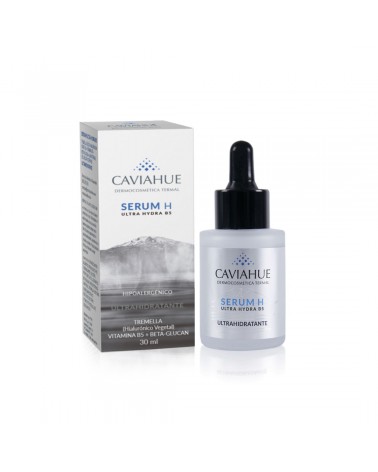 CAVIAHUE
DERMOCOSMÉTICA TERMAL
SERUM H
ULTRA HYDRA B5
HIPOALERGÉNICO
ULTRAHIDRATANTE
TREMELLA
(Hialurónico Vegetal)
VITAMINA B5 + BETA-GLUCAN
30 ml
CAVIAHUE
DERMOCOSMÉTICA TERMAL
SERUM H
ULTRA HYDRA B5
ULTRAHIDRATANTE